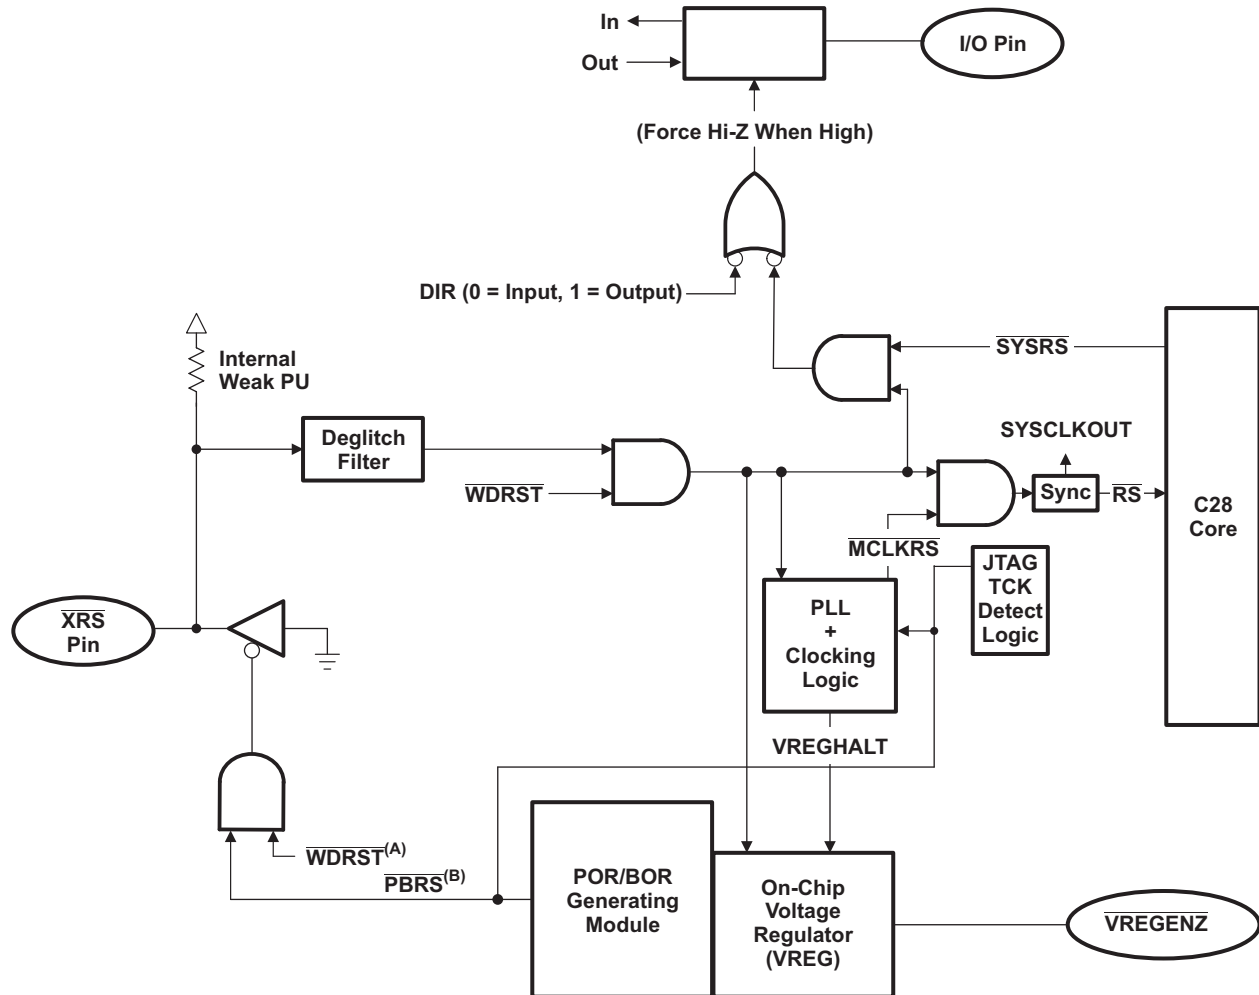 In
Out
I/O Pin
(Force Hi-Z When High)
DIR (0 = Input, 1 = Output)
Internal
Weak PU
SYSRS
Deglitch
Filter
SYSCLKOUT
WDRST
Sync
RS
C28
Core
MCLKRS
JTAG
TCK
Detect
Logic
XRS
Pin
PLL
+
Clocking
Logic
VREGHALT
WDRST(A)
PBRS(B)
POR/BOR
Generating
Module
On-Chip
Voltage
Regulator
(VREG)
VREGENZ